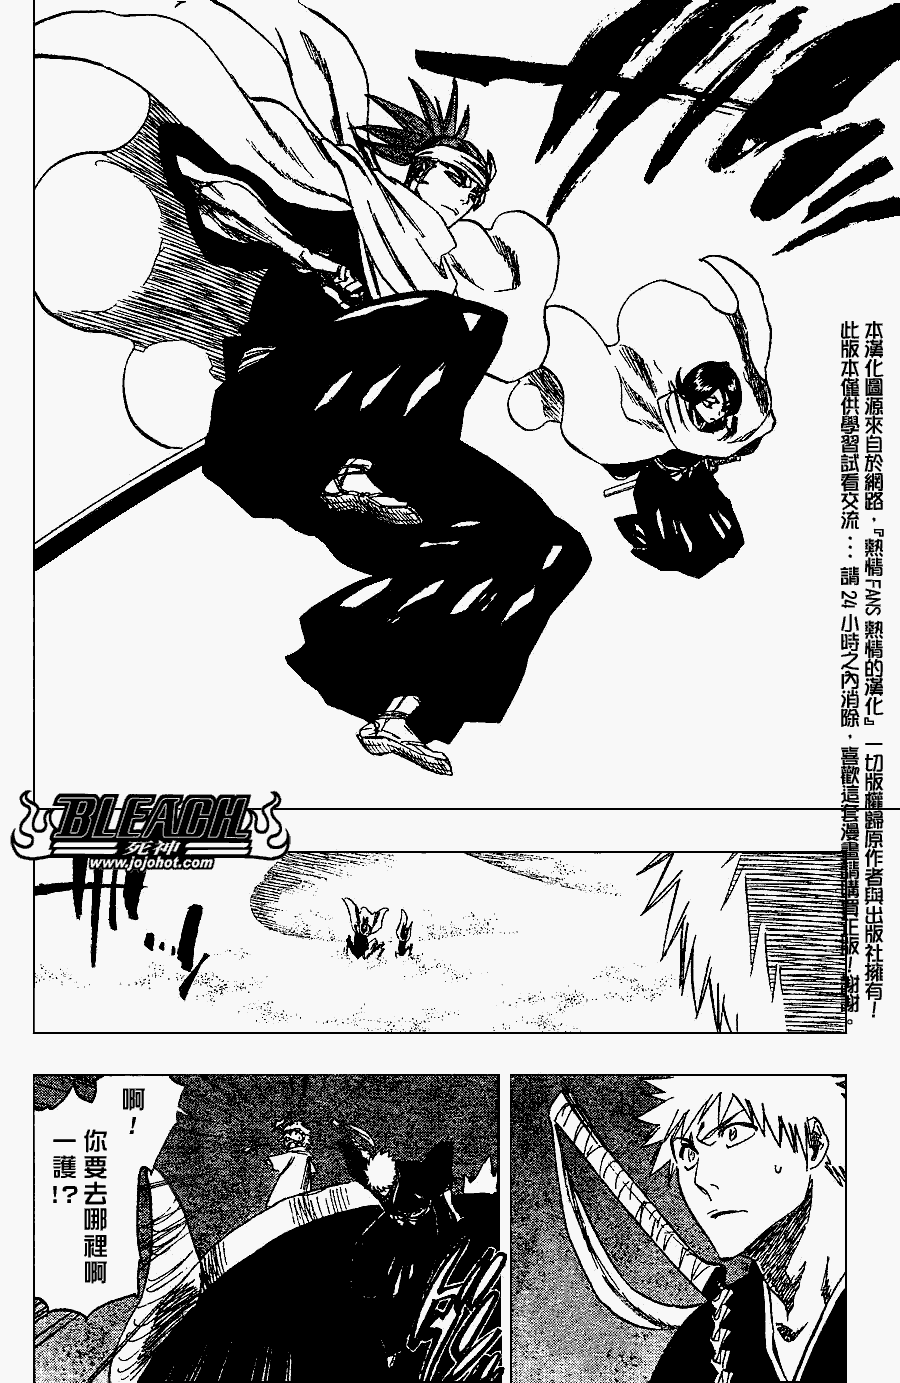 本漢化圖源來自於網路，『熱情FANS 熱情的漢化』一切版權歸原作者與出版社擁有！
此版本僅供學習試看交流...請 24 小時之內消除，喜歡這套漫畫請購買正版！謝謝。
BLEACH
死神
www.jojohot.com
啊！
你要去哪裡啊
一護！？